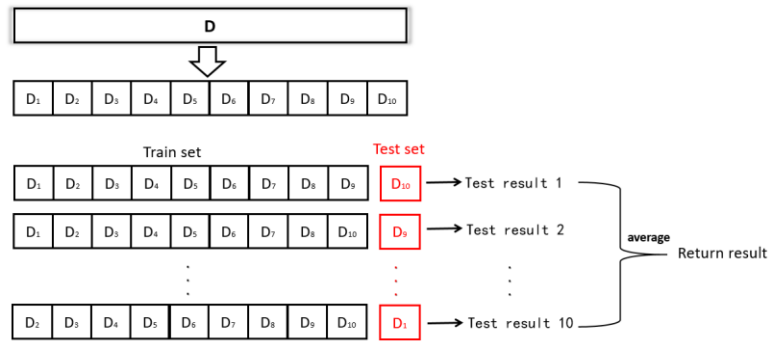 D
D₁ D₂ D₃ D₄ D₅ D₆ D₇ D₈ D₉ D₁₀
Train set Test set
D₁ D₂ D₃ D₄ D₅ D₆ D₇ D₈ D₉ D₁₀ Test result 1
D₁ D₂ D₃ D₄ D₅ D₆ D₇ D₈ D₁₀ D₉ Test result 2
average
Return result
D₂ D₃ D₄ D₅ D₆ D₇ D₈ D₉ D₁₀ D₁ Test result 10